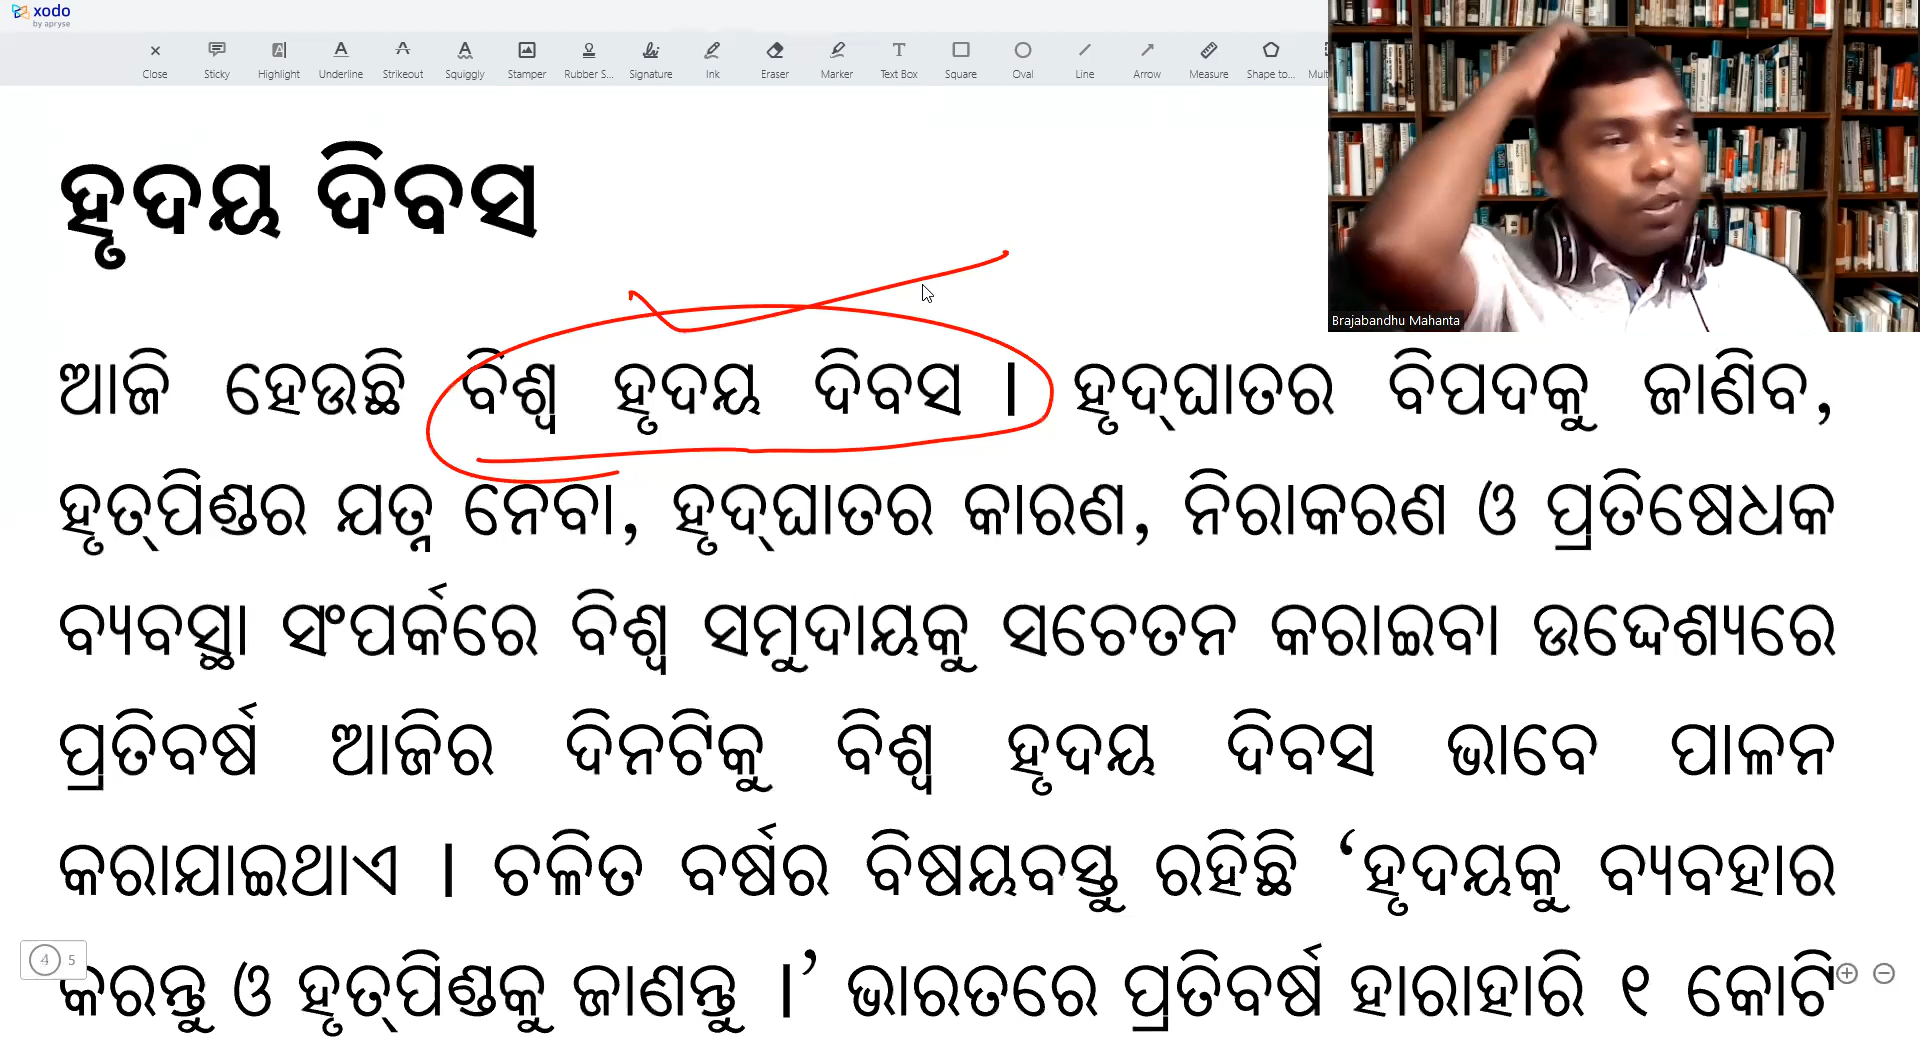 xodo
by apryse
Close Sticky Highlight Underline Strikeout Squiggly Stamper Rubber S... Signature Ink Eraser Marker Text Box Square Oval Line Arrow Measure Shape to...
ହୃଦୟ ଦିବସ
Brajabandhu Mahanta
ଆଜି ହେଉଛି ବିଶ୍ୱ ହୃଦୟ ଦିବସ । ହୃଦ୍‌ଘାତର ବିପଦକୁ ଜାଣିବ,
ହୃତ୍‌ପିଣ୍ଡର ଯତ୍ନ ନେବା, ହୃଦ୍‌ଘାତର କାରଣ, ନିରାକରଣ ଓ ପ୍ରତିଷେଧକ
ବ୍ୟବସ୍ଥା ସଂପର୍କରେ ବିଶ୍ୱ ସମୁଦାୟକୁ ସଚେତନ କରାଇବା ଉଦ୍ଦେଶ୍ୟରେ
ପ୍ରତିବର୍ଷ ଆଜିର ଦିନଟିକୁ ବିଶ୍ୱ ହୃଦୟ ଦିବସ ଭାବେ ପାଳନ
କରାଯାଇଥାଏ । ଚଳିତ ବର୍ଷର ବିଷୟବସ୍ତୁ ରହିଛି ‘ହୃଦୟକୁ ବ୍ୟବହାର
କରନ୍ତୁ ଓ ହୃତ୍‌ପିଣ୍ଡକୁ ଜାଣନ୍ତୁ ।’ ଭାରତରେ ପ୍ରତିବର୍ଷ ହାରାହାରି ୧ କୋଟି
4 5